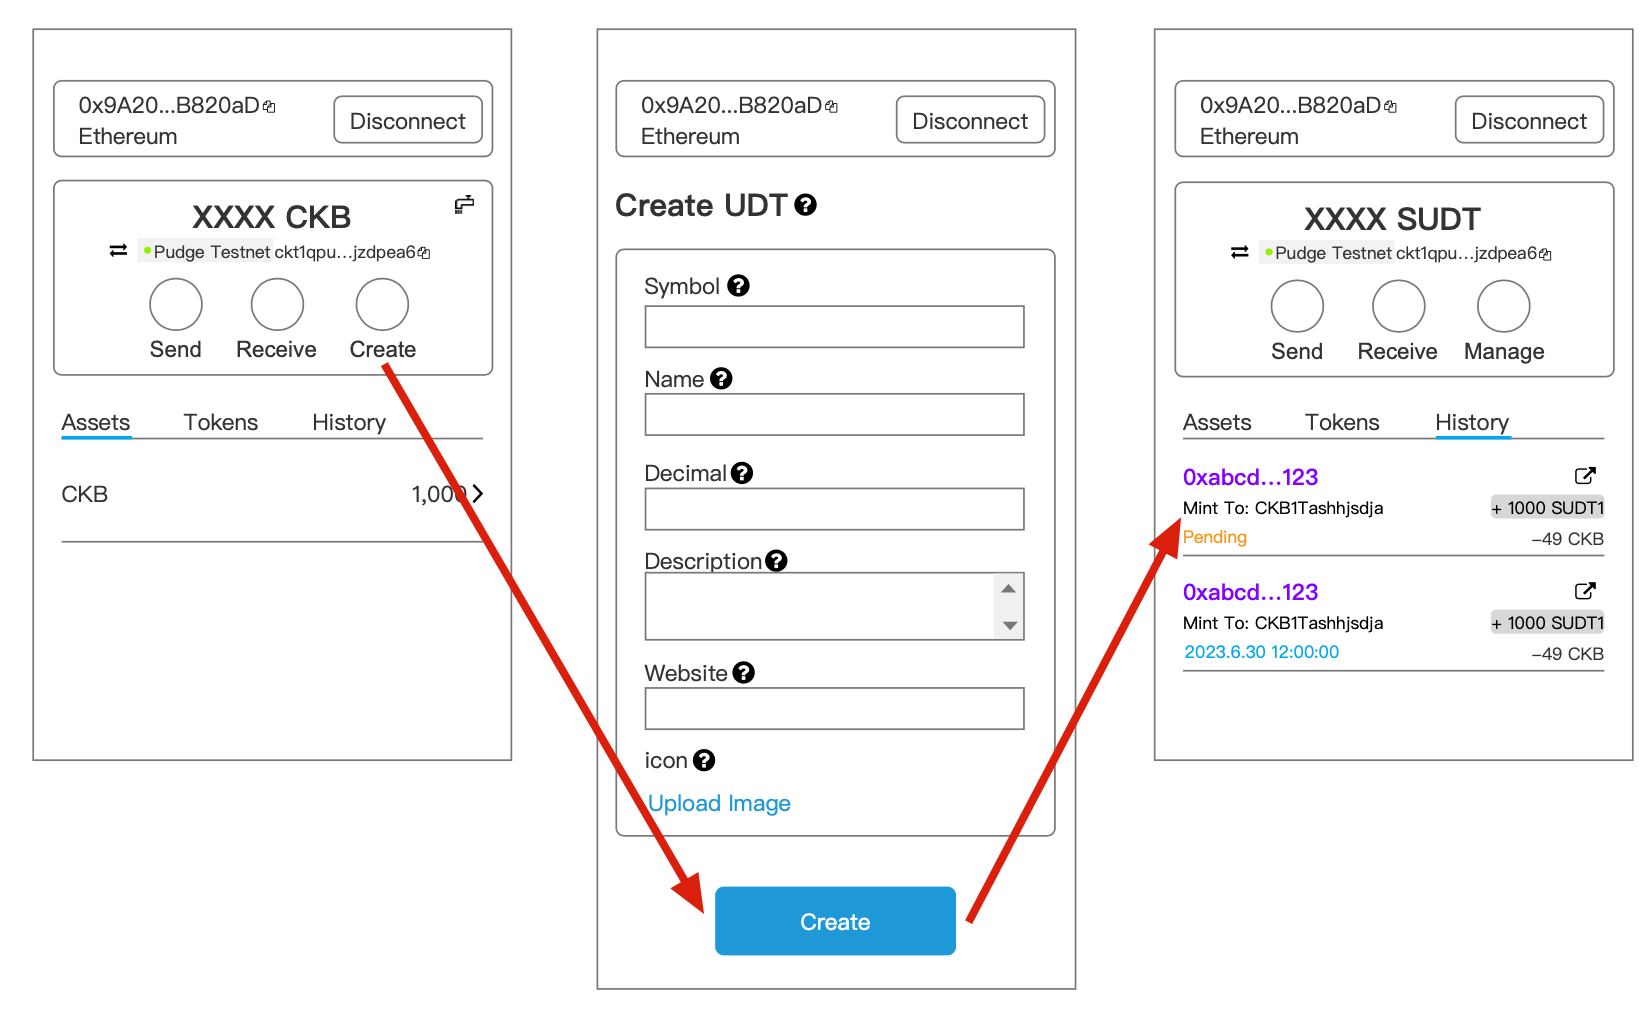 0x9A20...B820aD
Ethereum
Disconnect
XXXX CKB
Pudge Testnet ckt1qpu...jzdpea6
Send
Receive
Create
Assets
Tokens
History
CKB
1,000
0x9A20...B820aD
Ethereum
Disconnect
Create UDT
Symbol
Name
Decimal
Description
Website
icon
Upload Image
Create
0x9A20...B820aD
Ethereum
Disconnect
XXXX SUDT
Pudge Testnet ckt1qpu...jzdpea6
Send
Receive
Manage
Assets
Tokens
History
0xabcd...123
Mint To: CKB1Tashhjsdja
+ 1000 SUDT1
Pending
–49 CKB
0xabcd...123
Mint To: CKB1Tashhjsdja
+ 1000 SUDT1
2023.6.30 12:00:00
–49 CKB